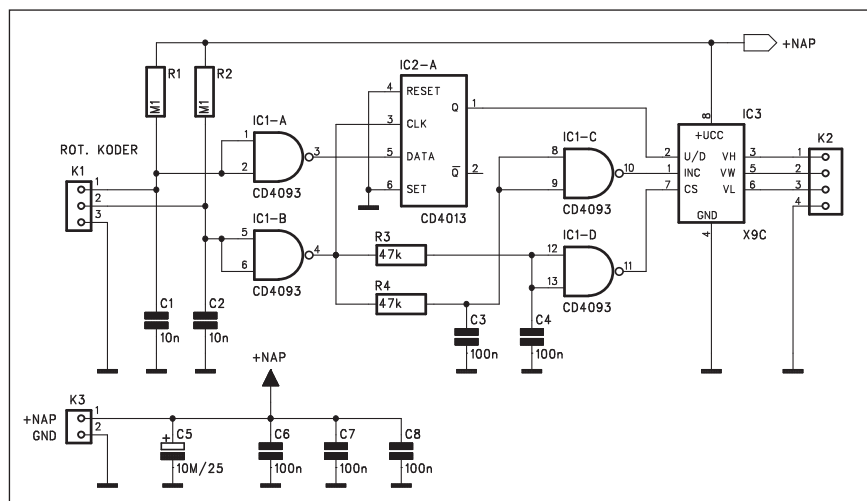 +NAP
R1
M1
R2
M1
IC2-A
4 RESET
3 CLK
5 DATA
6 SET
Q 1
Q 2
CD4013
IC1-A
1
2
3
CD4093
ROT. KODER
K1
1
2
3
IC1-B
5
6
4
CD4093
IC1-C
8
9
10
CD4093
IC3
8
+UCC
2 U/D
1 INC
7 CS
VH 3
VW 5
VL 6
GND
4
X9C
K2
1
2
3
4
R3
47k
R4
47k
IC1-D
12
13
11
CD4093
C1
10n
C2
10n
C3
100n
C4
100n
+NAP
K3
+NAP 1
GND 2
+
C5
10M/25
C6
100n
C7
100n
C8
100n